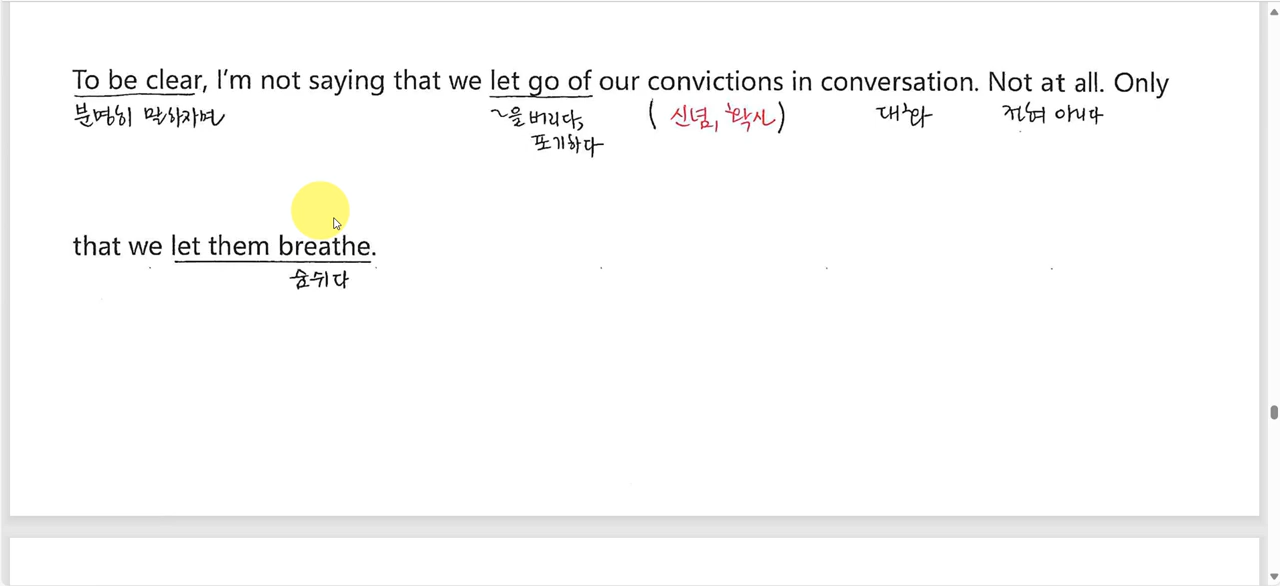 To be clear, I'm not saying that we let go of our convictions in conversation. Not at all. Only
분명히 말하자면 ~을 버리다, (신념, 확신) 대화 전혀 아니다
포기하다
that we let them breathe.
숨쉬다